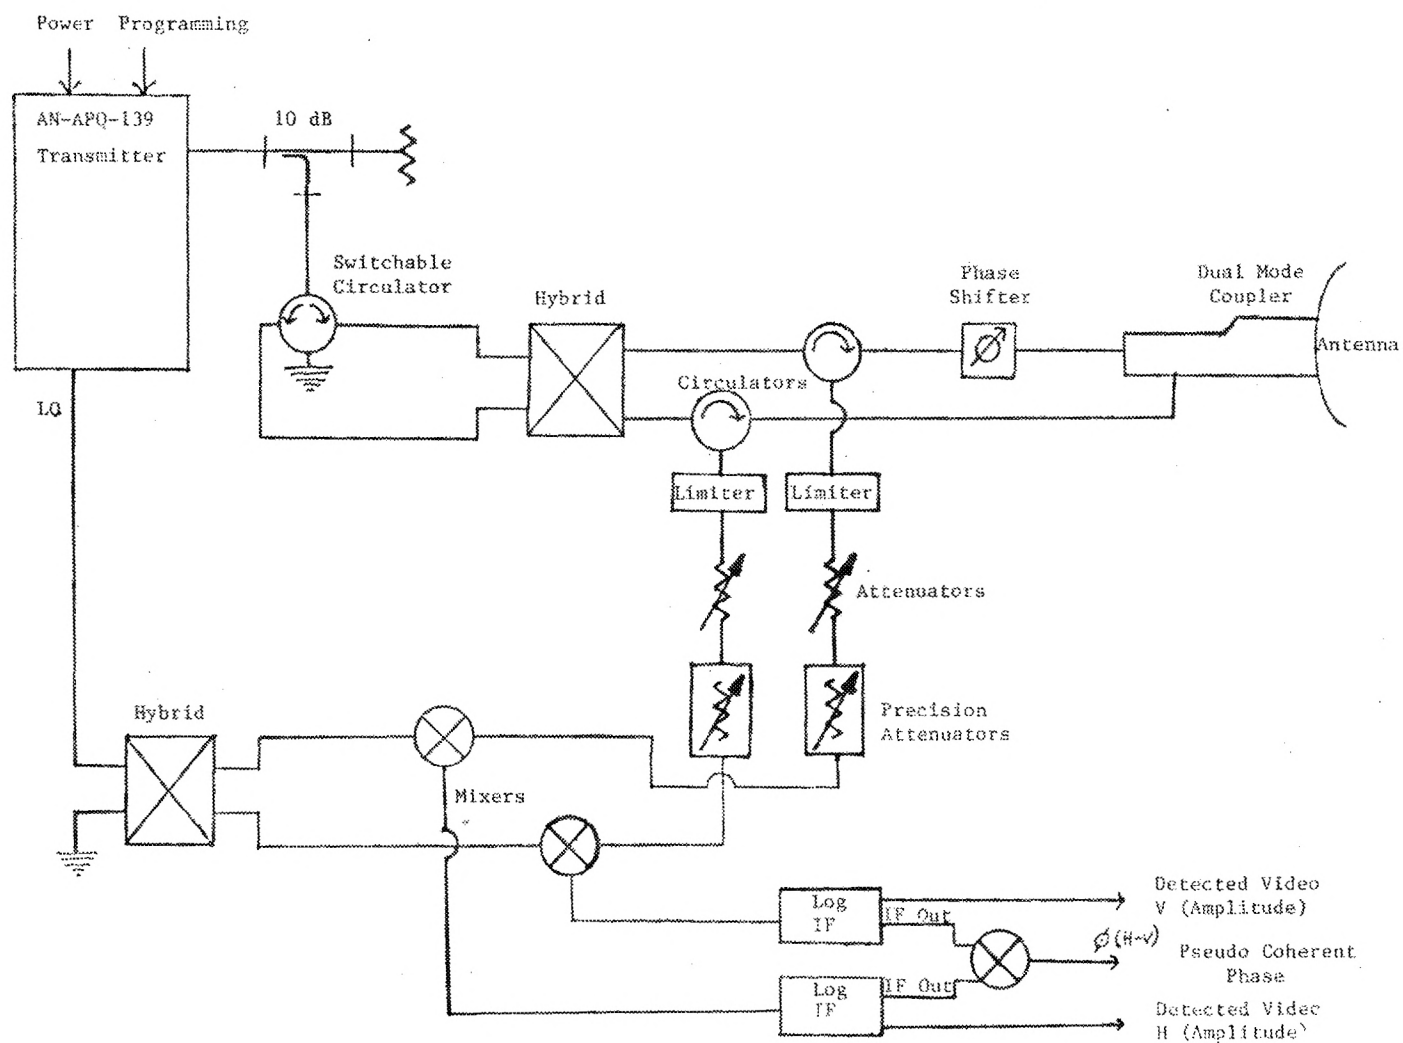 Power Programming
AN-APQ-139
Transmitter
10 dB
Switchable
Circulator
Hybrid
Phase
Shifter
Dual Mode
Coupler
Antenna
Circulators
LO
Limiter
Limiter
Attenuators
Precision
Attenuators
Hybrid
Mixers
Log
IF
IF Out
Detected Video
V (Amplitude)
ϕ(H-V)
Pseudo Coherent
Phase
Log
IF
IF Out
Detected Video
H (Amplitude)